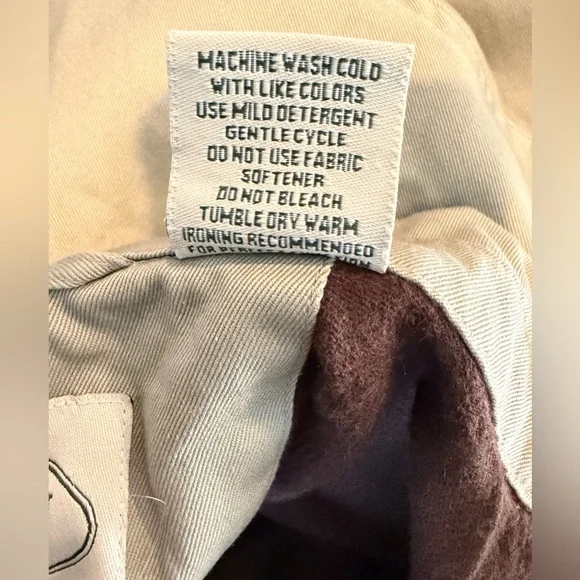 MACHINE WASH COLD
WITH LIKE COLORS
USE MILD DETERGENT
GENTLE CYCLE
DO NOT USE FABRIC
SOFTENER
DO NOT BLEACH
TUMBLE DRY WARM
IRONING RECOMMENDED
FOR